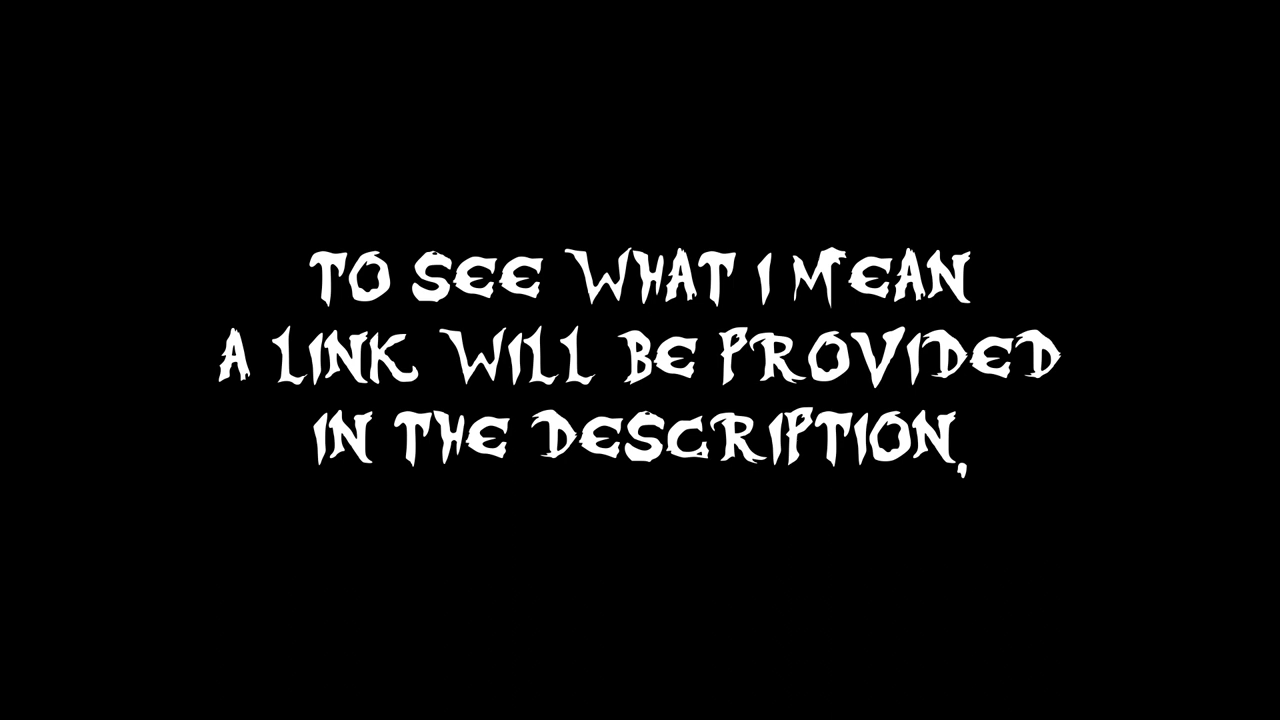 TO SEE WHAT I MEAN
A LINK WILL BE PROVIDED
IN THE DESCRIPTION,